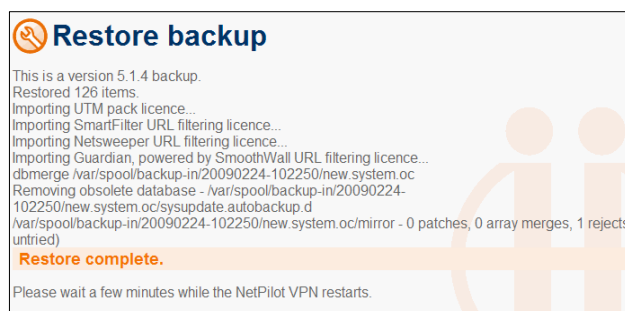 Restore backup
This is a version 5.1.4 backup.
Restored 126 items.
Importing UTM pack licence...
Importing SmartFilter URL filtering licence...
Importing Netsweeper URL filtering licence...
Importing Guardian, powered by SmoothWall URL filtering licence...
dbmerge /var/spool/backup-in/20090224-102250/new.system.oc
Removing obsolete database - /var/spool/backup-in/20090224-
102250/new.system.oc/sysupdate.autobackup.d
/var/spool/backup-in/20090224-102250/new.system.oc/mirror - 0 patches, 0 array merges, 1 rejects
untried)
Restore complete.
Please wait a few minutes while the NetPilot VPN restarts.